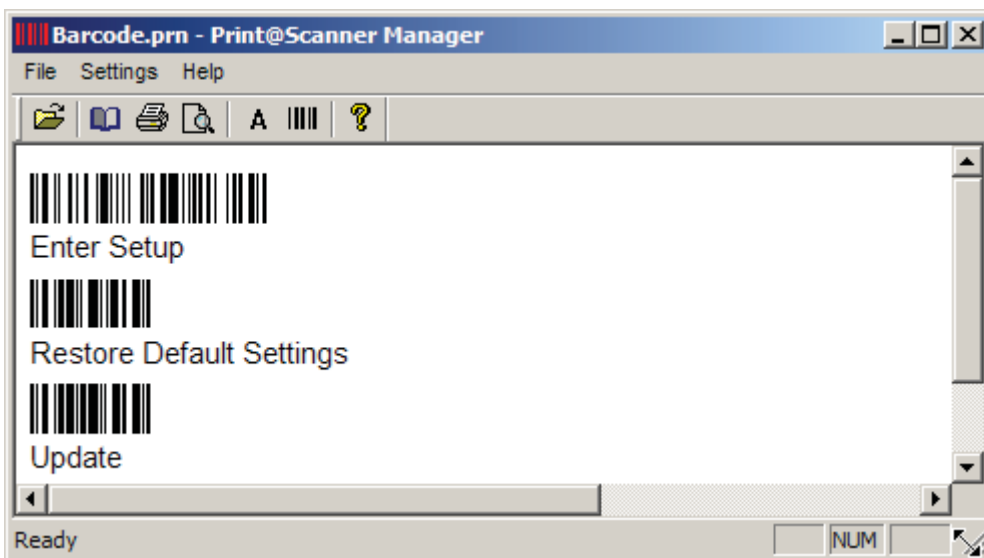 Barcode.prn - Print@Scanner Manager
File Settings Help
A
Enter Setup
Restore Default Settings
Update
Ready NUM